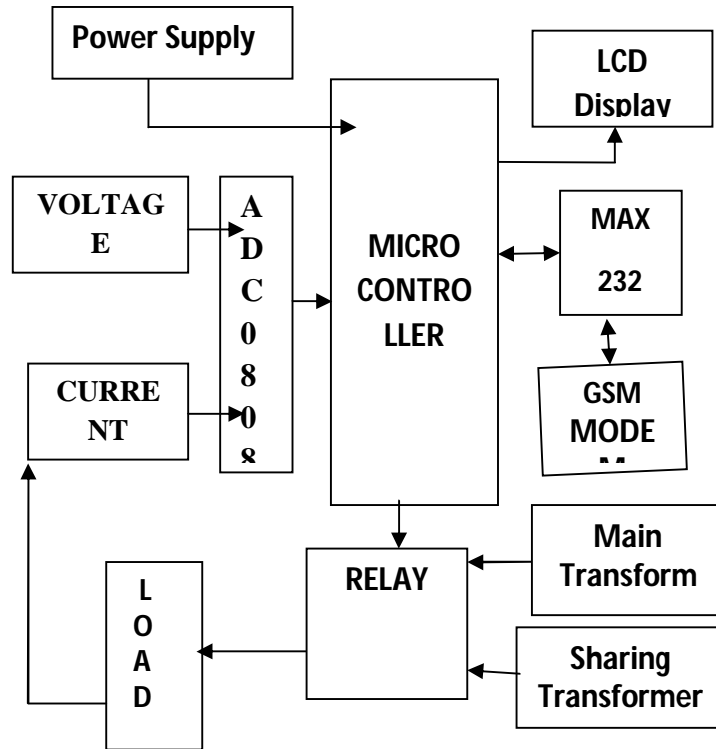 Power Supply
LCD
Display
VOLTAG
E
A
D
C
0
8
0
8
MICRO
CONTRO
LLER
MAX
232
CURRE
NT
GSM
MODE
M
L
O
A
D
RELAY
Main
Transform
Sharing
Transformer